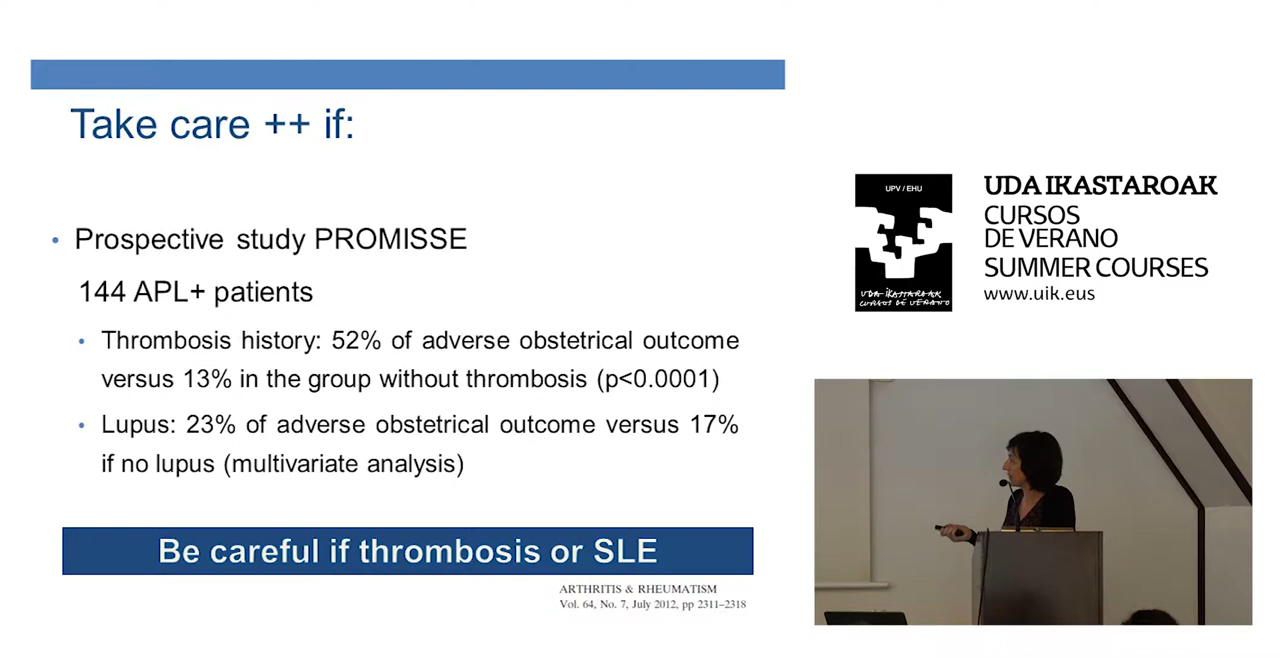 Take care ++ if:
• Prospective study PROMISSE
144 APL+ patients
• Thrombosis history: 52% of adverse obstetrical outcome
versus 13% in the group without thrombosis (p<0.0001)
• Lupus: 23% of adverse obstetrical outcome versus 17%
if no lupus (multivariate analysis)
Be careful if thrombosis or SLE
ARTHRITIS & RHEUMATISM
Vol. 64, No. 7, July 2012, pp 2311–2318
UPV / EHU
UDA IKASTAROAK
CURSOS DE VERANO
UDA IKASTAROAK
CURSOS
DE VERANO
SUMMER COURSES
www.uik.eus